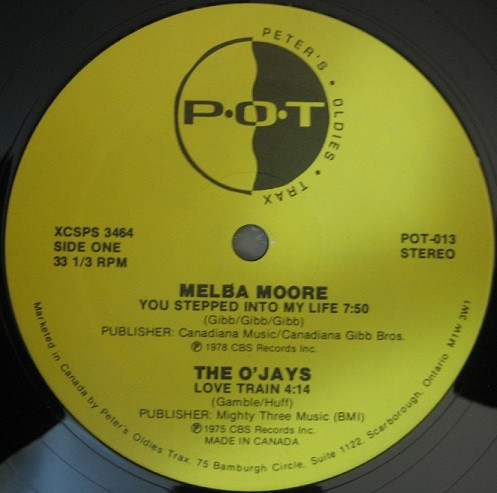 PETER'S • OLDIES • TRAX
P•O•T
XCSPS 3464
SIDE ONE
33 1/3 RPM
POT-013
STEREO
MELBA MOORE
YOU STEPPED INTO MY LIFE 7:50
(Gibb/Gibb/Gibb)
PUBLISHER: Canadiana Music/Canadiana Gibb Bros.
℗ 1978 CBS Records Inc.
THE O'JAYS
LOVE TRAIN 4:14
(Gamble/Huff)
PUBLISHER: Mighty Three Music (BMI)
℗ 1975 CBS Records Inc.
MADE IN CANADA
Marketed in Canada by Peter's Oldies Trax, 75 Bamburgh Circle, Suite 1122, Scarborough, Ontario M1W 3W1